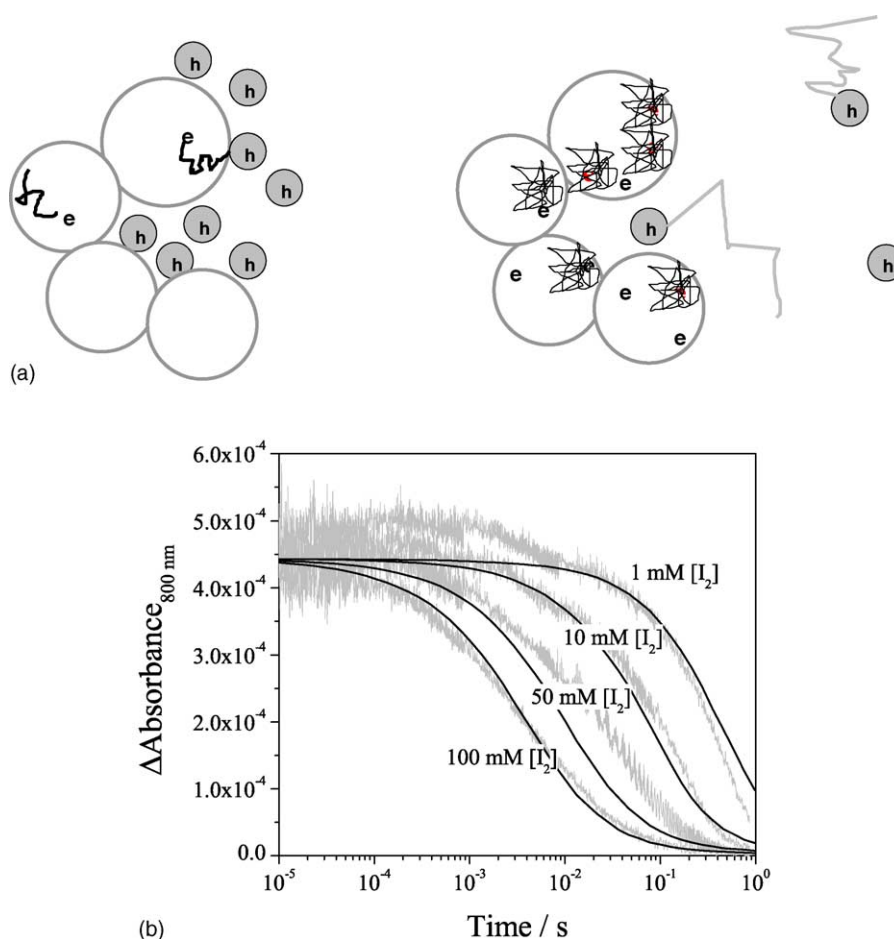 h
h
e
h
h
e
h
h
h
h
h
e
e
h
h
e
e
e
e
(a)
6.0x10⁻⁴
5.0x10⁻⁴
4.0x10⁻⁴
3.0x10⁻⁴
2.0x10⁻⁴
1.0x10⁻⁴
0.0
ΔAbsorbance₈₀₀ ₙₘ
1 mM [I₂]
10 mM [I₂]
50 mM [I₂]
100 mM [I₂]
10⁻⁵
10⁻⁴
10⁻³
10⁻²
10⁻¹
10⁰
Time / s
(b)